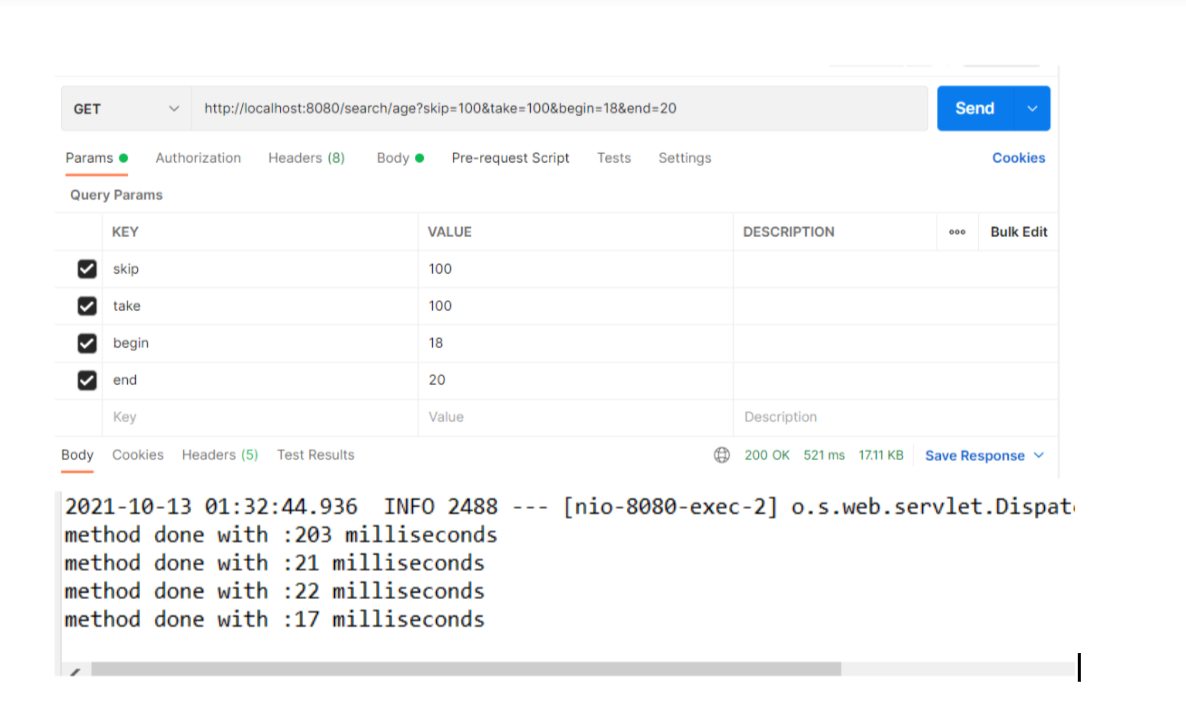 GET http://localhost:8080/search/age?skip=100&take=100&begin=18&end=20 Send
Params Authorization Headers (8) Body Pre-request Script Tests Settings Cookies
Query Params
KEY VALUE DESCRIPTION ooo Bulk Edit
skip 100
take 100
begin 18
end 20
Key Value Description
Body Cookies Headers (5) Test Results 200 OK 521 ms 17.11 KB Save Response
2021-10-13 01:32:44.936 INFO 2488 --- [nio-8080-exec-2] o.s.web.servlet.Dispat
method done with :203 milliseconds
method done with :21 milliseconds
method done with :22 milliseconds
method done with :17 milliseconds